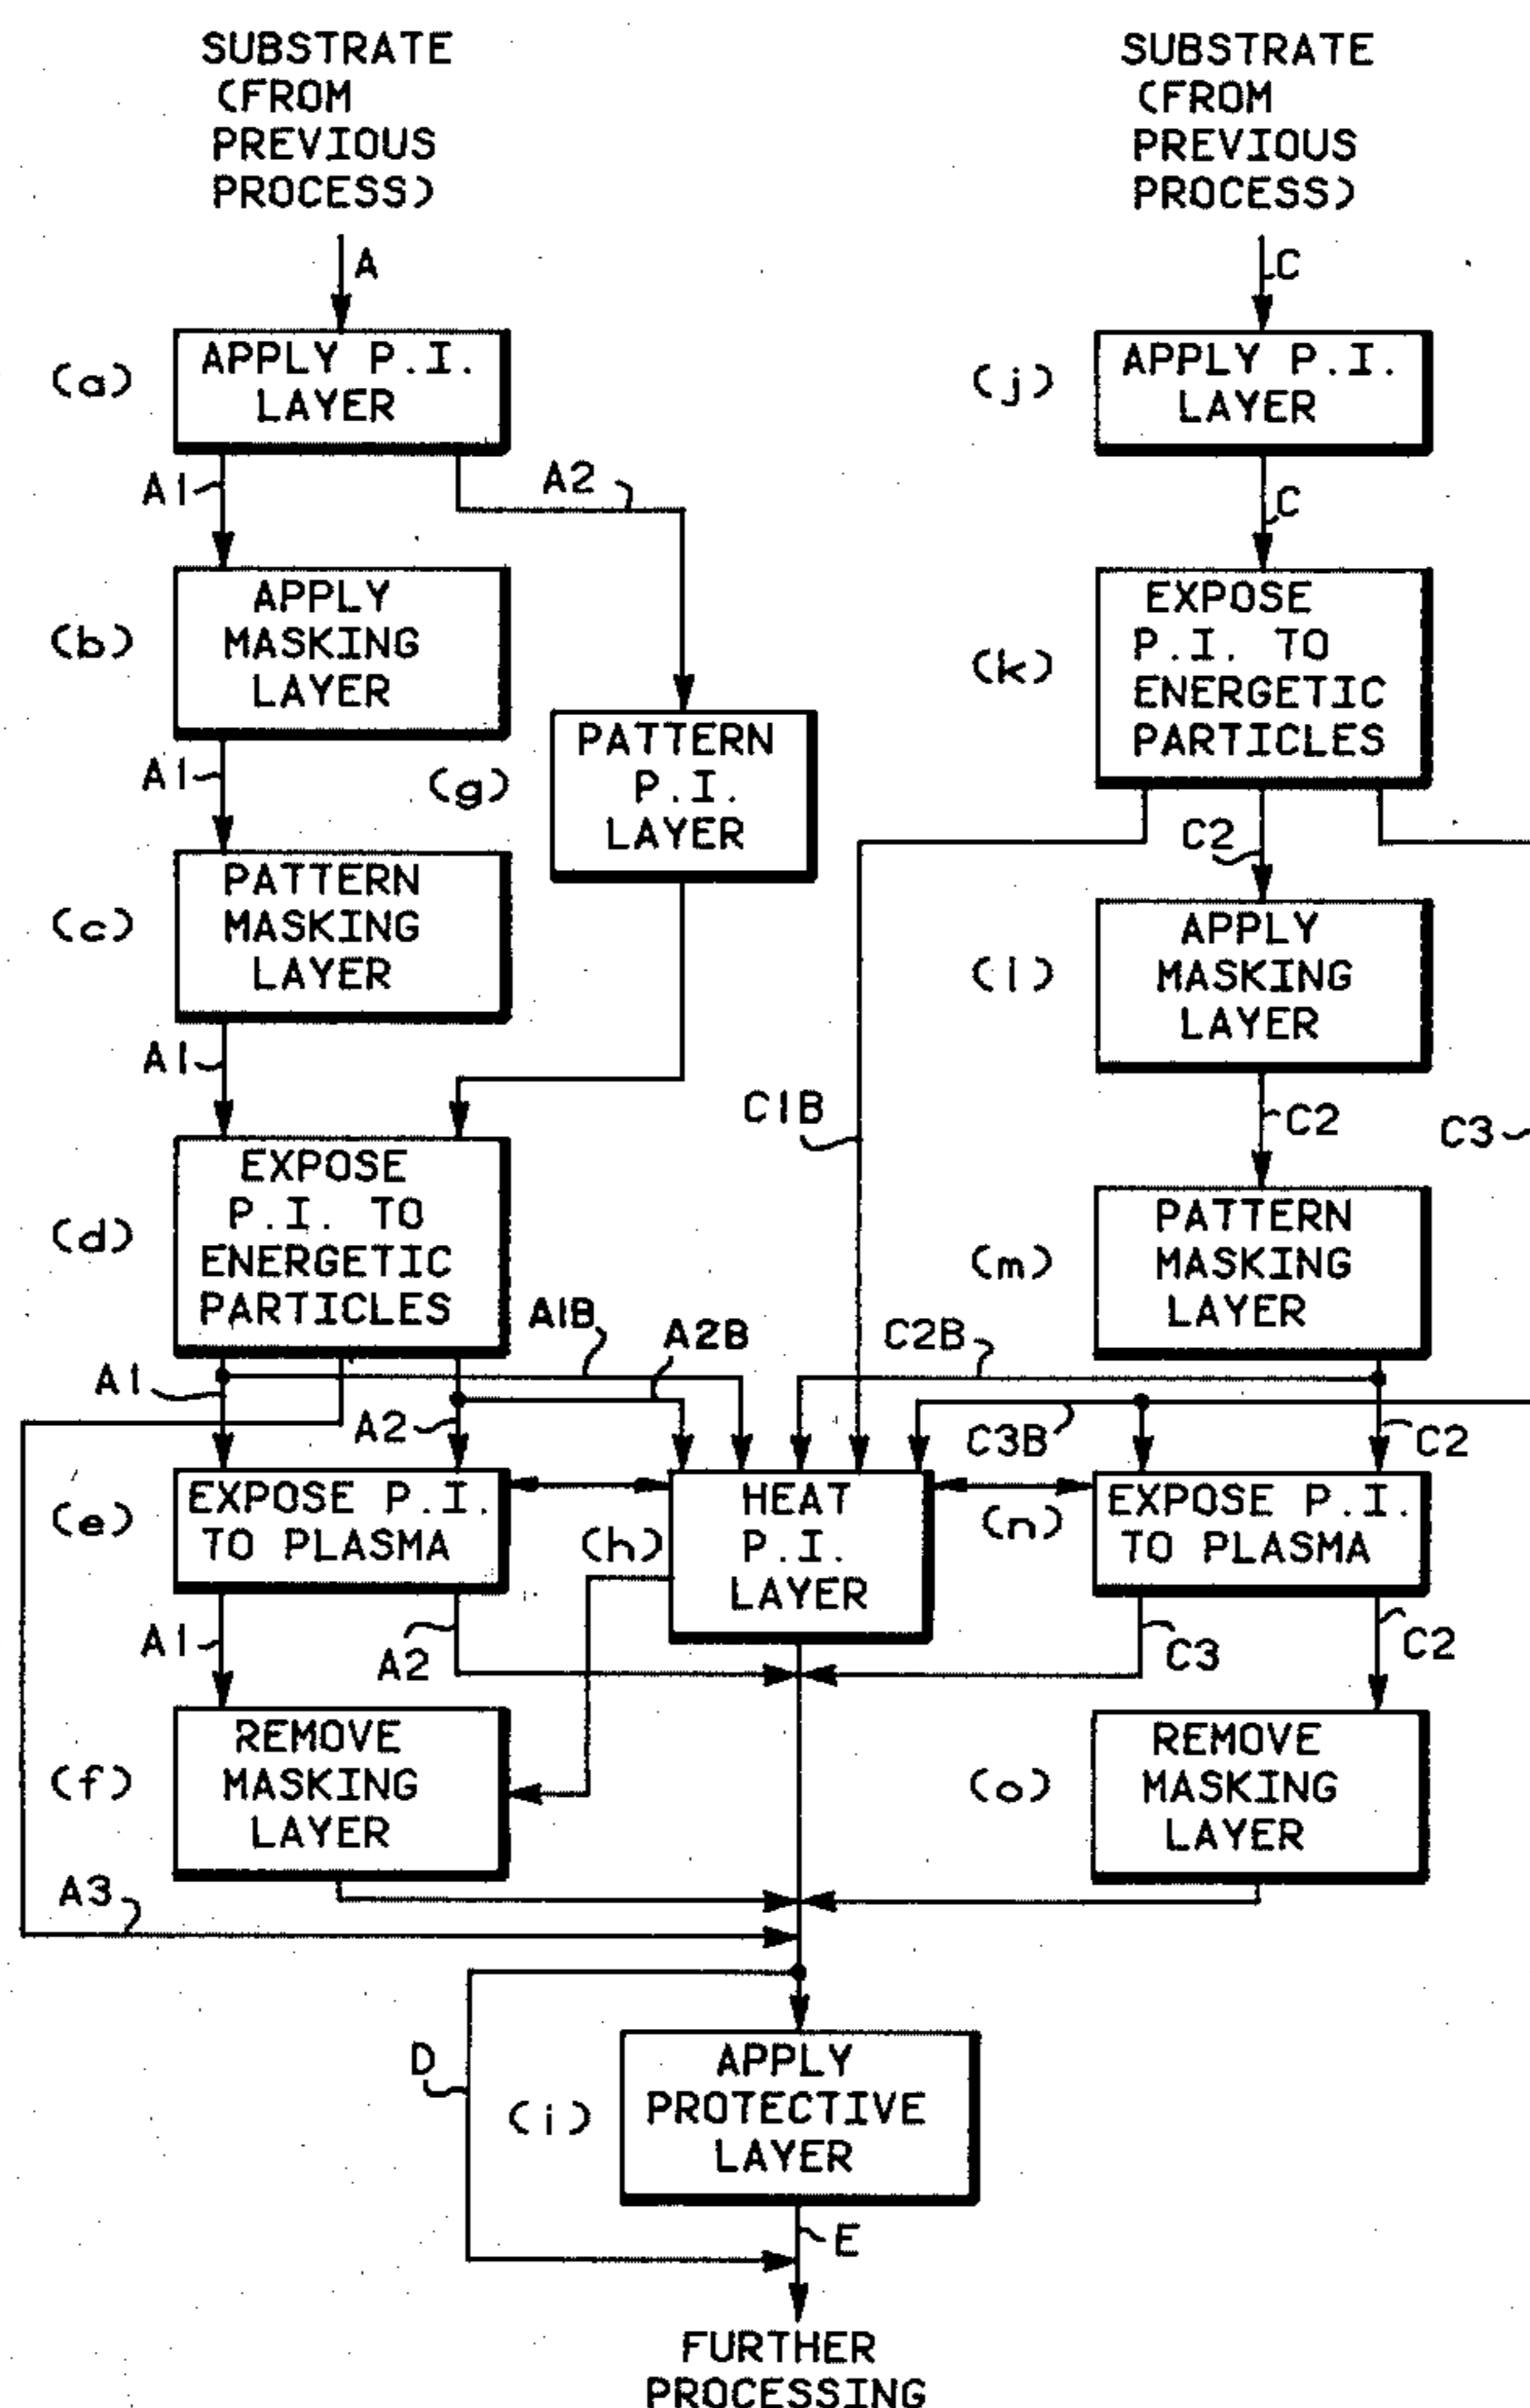 SUBSTRATE
(FROM
PREVIOUS
PROCESS)
A
(a)
APPLY P.I.
LAYER
A1
A2
(b)
APPLY
MASKING
LAYER
A1
(g)
PATTERN
P.I.
LAYER
(c)
PATTERN
MASKING
LAYER
A1
(d)
EXPOSE
P.I. TO
ENERGETIC
PARTICLES
A1B
A2B
A1
A2
(e)
EXPOSE P.I.
TO PLASMA
A1
A2
(f)
REMOVE
MASKING
LAYER
A3
SUBSTRATE
(FROM
PREVIOUS
PROCESS)
C
(j)
APPLY P.I.
LAYER
C
(k)
EXPOSE
P.I. TO
ENERGETIC
PARTICLES
C2
(l)
APPLY
MASKING
LAYER
C1B
C2
C3
(m)
PATTERN
MASKING
LAYER
C2B
C3B
C2
(h)
HEAT
P.I.
LAYER
(n)
EXPOSE P.I.
TO PLASMA
C3
C2
(o)
REMOVE
MASKING
LAYER
D
(i)
APPLY
PROTECTIVE
LAYER
E
FURTHER
PROCESSING